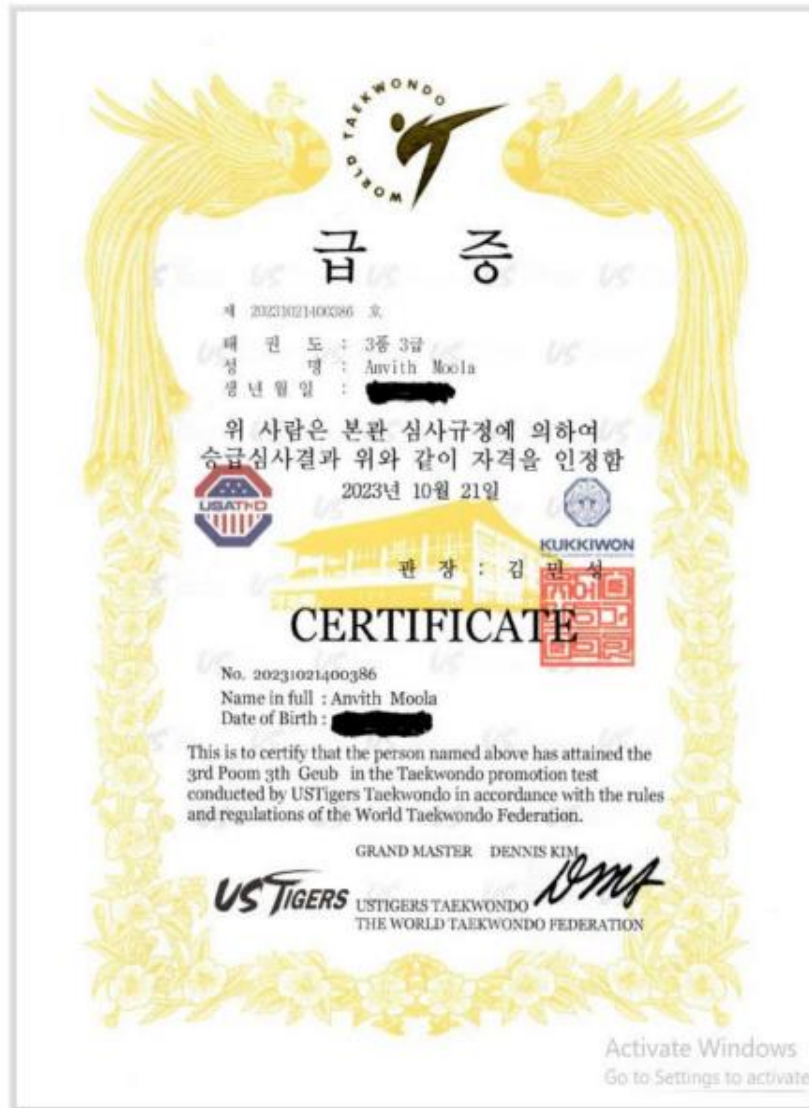 WORLD TAEKWONDO
급 증
제 20231021400386 호
태 권 도 : 3품 3급
성 명 : Anvith Moola
생 년 월 일 :
위 사람은 본관 심사규정에 의하여
승급심사결과 위와 같이 자격을 인정함
2023년 10월 21일
USATKD
KUKKIWON
관 장 : 김 민 성
CERTIFICATE
No. 20231021400386
Name in full : Anvith Moola
Date of Birth :
This is to certify that the person named above has attained the
3rd Poom 3th Geub in the Taekwondo promotion test
conducted by USTigers Taekwondo in accordance with the rules
and regulations of the World Taekwondo Federation.
GRAND MASTER DENNIS KIM
US TIGERS
USTIGERS TAEKWONDO
THE WORLD TAEKWONDO FEDERATION
Activate Windows
Go to Settings to activate